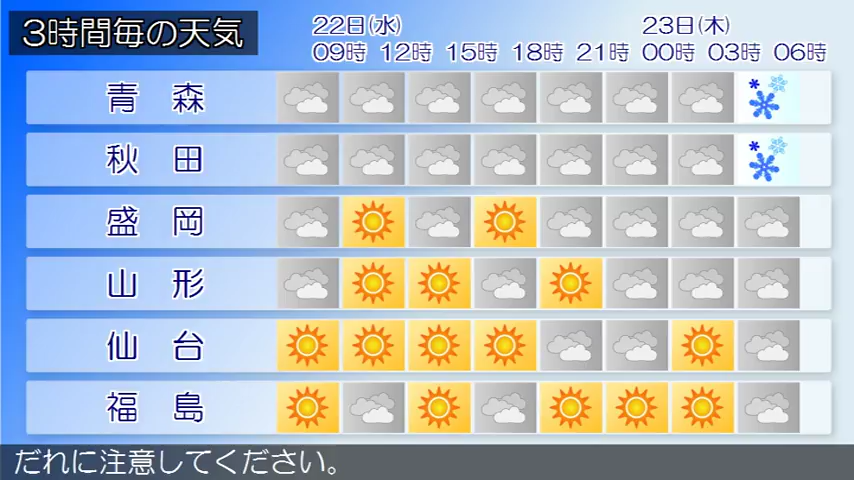 3時間毎の天気
22日(水) 23日(木)
09時 12時 15時 18時 21時 00時 03時 06時
青森
秋田
盛岡
山形
仙台
福島
だれに注意してください。